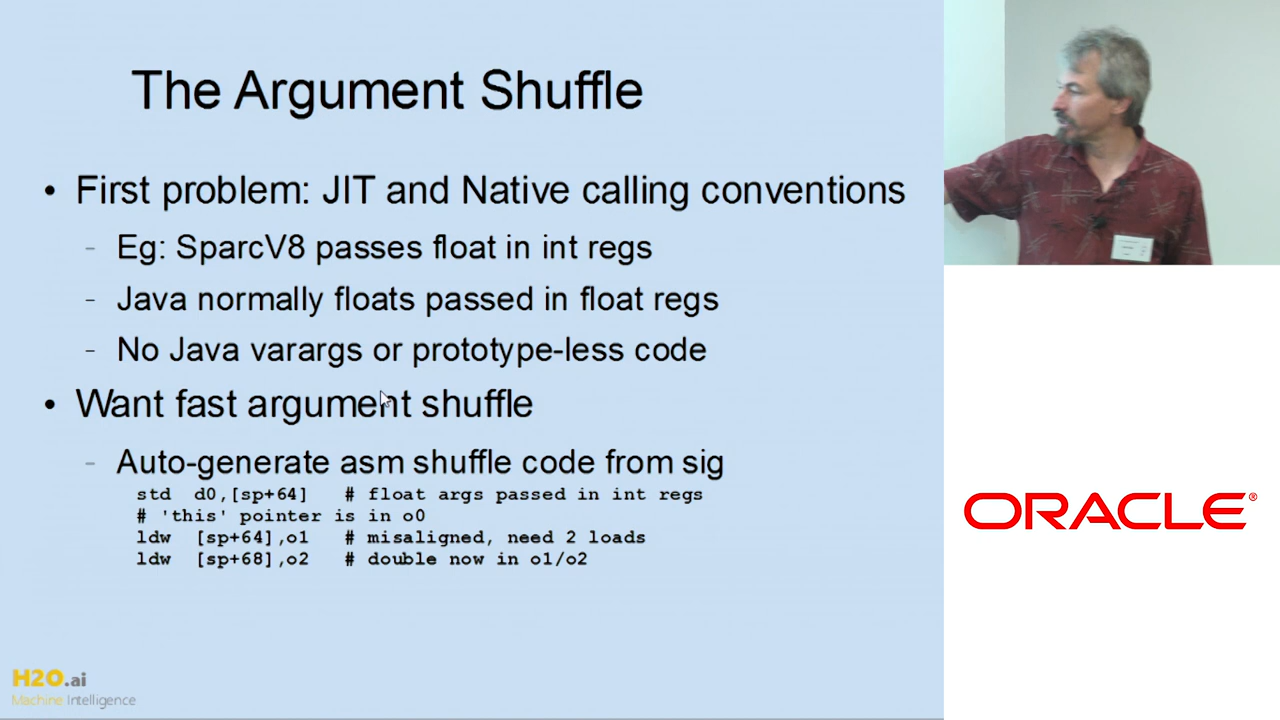 The Argument Shuffle
• First problem: JIT and Native calling conventions
- Eg: SparcV8 passes float in int regs
- Java normally floats passed in float regs
- No Java varargs or prototype-less code
• Want fast argument shuffle
- Auto-generate asm shuffle code from sig
std d0,[sp+64] # float args passed in int regs
# 'this' pointer is in o0
ldw [sp+64],o1 # misaligned, need 2 loads
ldw [sp+68],o2 # double now in o1/o2
H2O.ai
Machine Intelligence
ORACLE®